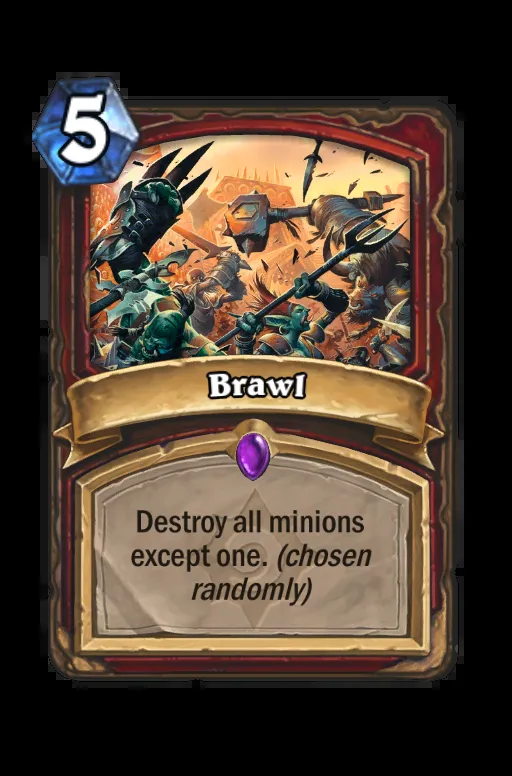 5
Brawl
Destroy all minions
except one. (chosen
randomly)